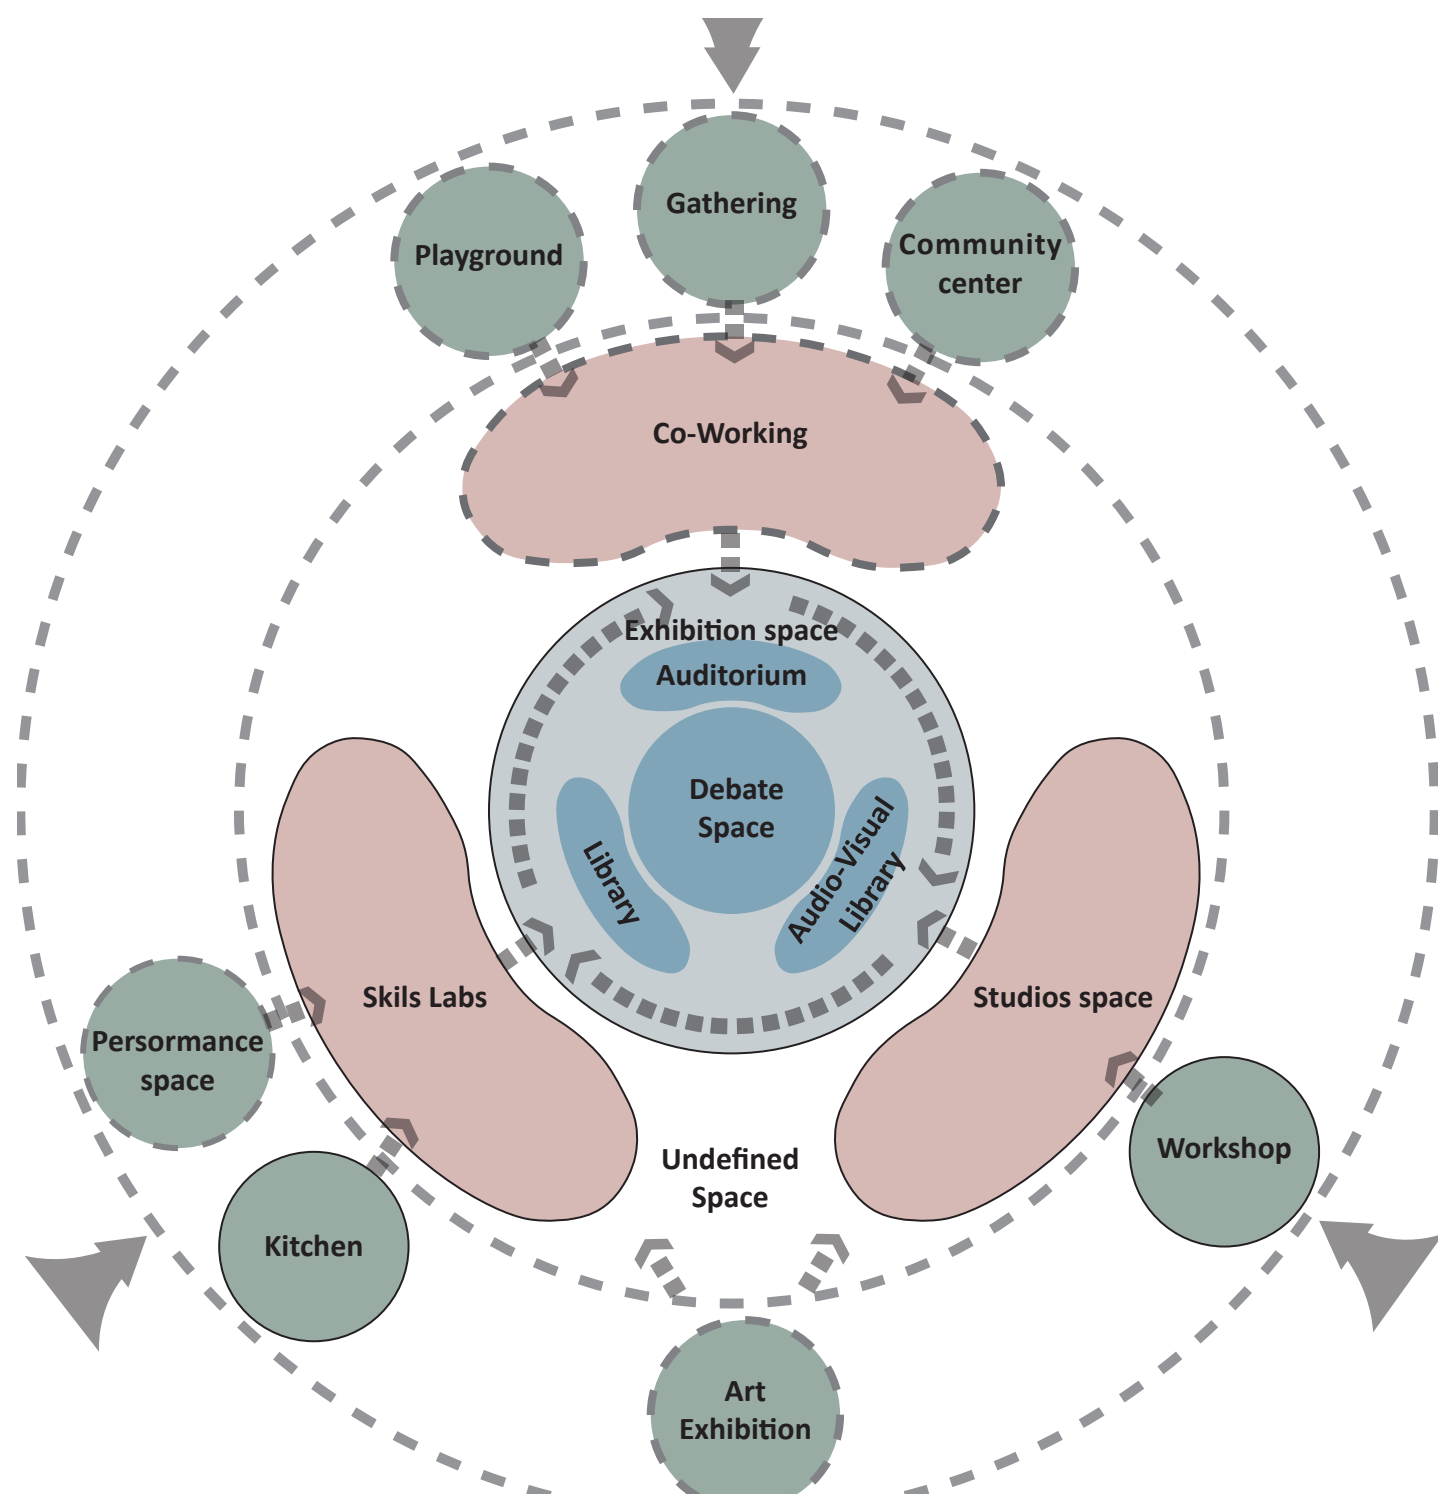 Gathering
Playground
Community
center
Co-Working
Exhibition space
Auditorium
Debate
Space
Library
Audio-Visual
Library
Skils Labs
Studios space
Persormance
space
Undefined
Space
Workshop
Kitchen
Art
Exhibition